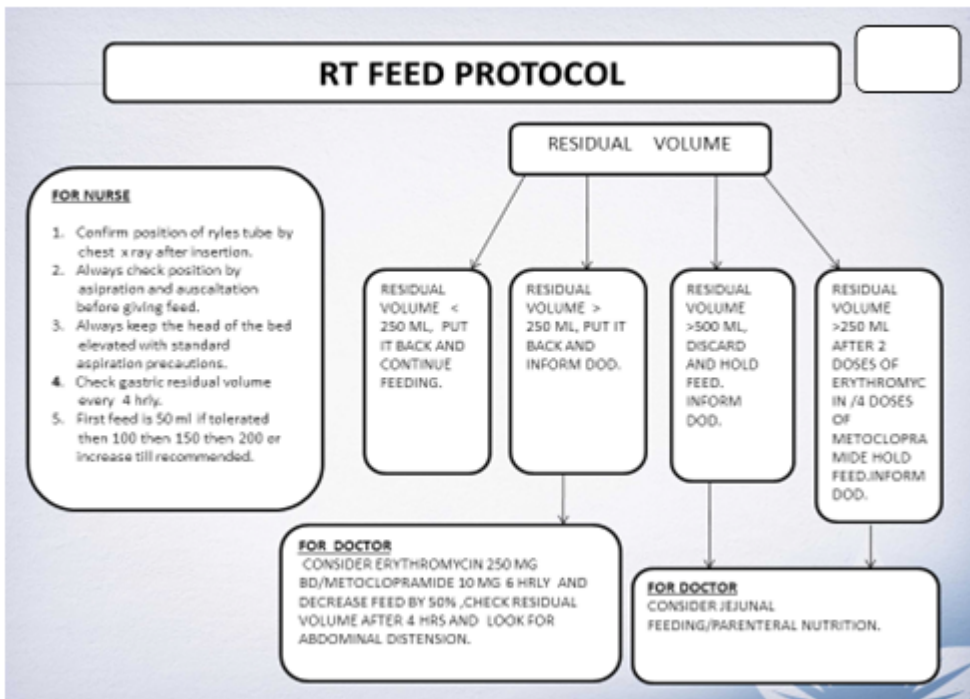 RT FEED PROTOCOL
RESIDUAL VOLUME
FOR NURSE
1. Confirm position of ryles tube by
chest x ray after insertion.
2. Always check position by
asipration and auscaltation
before giving feed.
3. Always keep the head of the bed
elevated with standard
aspiration precautions.
4. Check gastric residual volume
every 4 hrly.
5. First feed is 50 ml if tolerated
then 100 then 150 then 200 or
increase till recommended.
RESIDUAL
VOLUME <
250 ML, PUT
IT BACK AND
CONTINUE
FEEDING.
RESIDUAL
VOLUME >
250 ML, PUT IT
BACK AND
INFORM DOD.
RESIDUAL
VOLUME
>500 ML,
DISCARD
AND HOLD
FEED.
INFORM
DOD.
RESIDUAL
VOLUME
>250 ML
AFTER 2
DOSES OF
ERYTHROMYC
IN /4 DOSES
OF
METOCLOPRA
MIDE HOLD
FEED.INFORM
DOD.
FOR DOCTOR
CONSIDER ERYTHROMYCIN 250 MG
BD/METOCLOPRAMIDE 10 MG 6 HRLY AND
DECREASE FEED BY 50% ,CHECK RESIDUAL
VOLUME AFTER 4 HRS AND LOOK FOR
ABDOMINAL DISTENSION.
FOR DOCTOR
CONSIDER JEJUNAL
FEEDING/PARENTERAL NUTRITION.